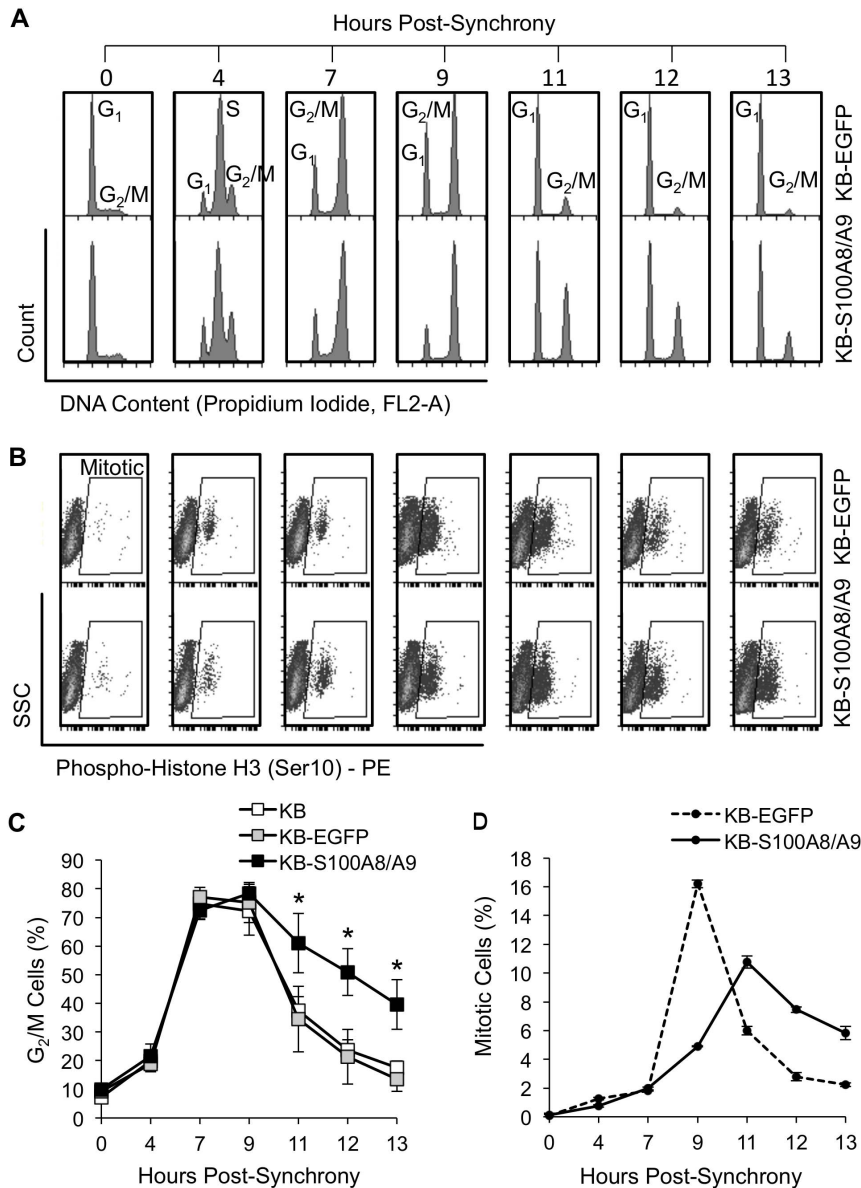 A
Hours Post-Synchrony
0 4 7 9 11 12 13
G1 S G2/M G2/M G1 G1 G1
G2/M G1 G2/M G1 G1 G2/M G2/M G2/M
KB-EGFP
KB-S100A8/A9
Count
DNA Content (Propidium Iodide, FL2-A)
B
Mitotic
KB-EGFP
KB-S100A8/A9
SSC
Phospho-Histone H3 (Ser10) - PE
C
KB
KB-EGFP
KB-S100A8/A9
90
80
70
60
50
40
30
20
10
0
* * *
G2/M Cells (%)
0 4 7 9 11 12 13
Hours Post-Synchrony
D
KB-EGFP
KB-S100A8/A9
18
16
14
12
10
8
6
4
2
0
Mitotic Cells (%)
0 4 7 9 11 12 13
Hours Post-Synchrony